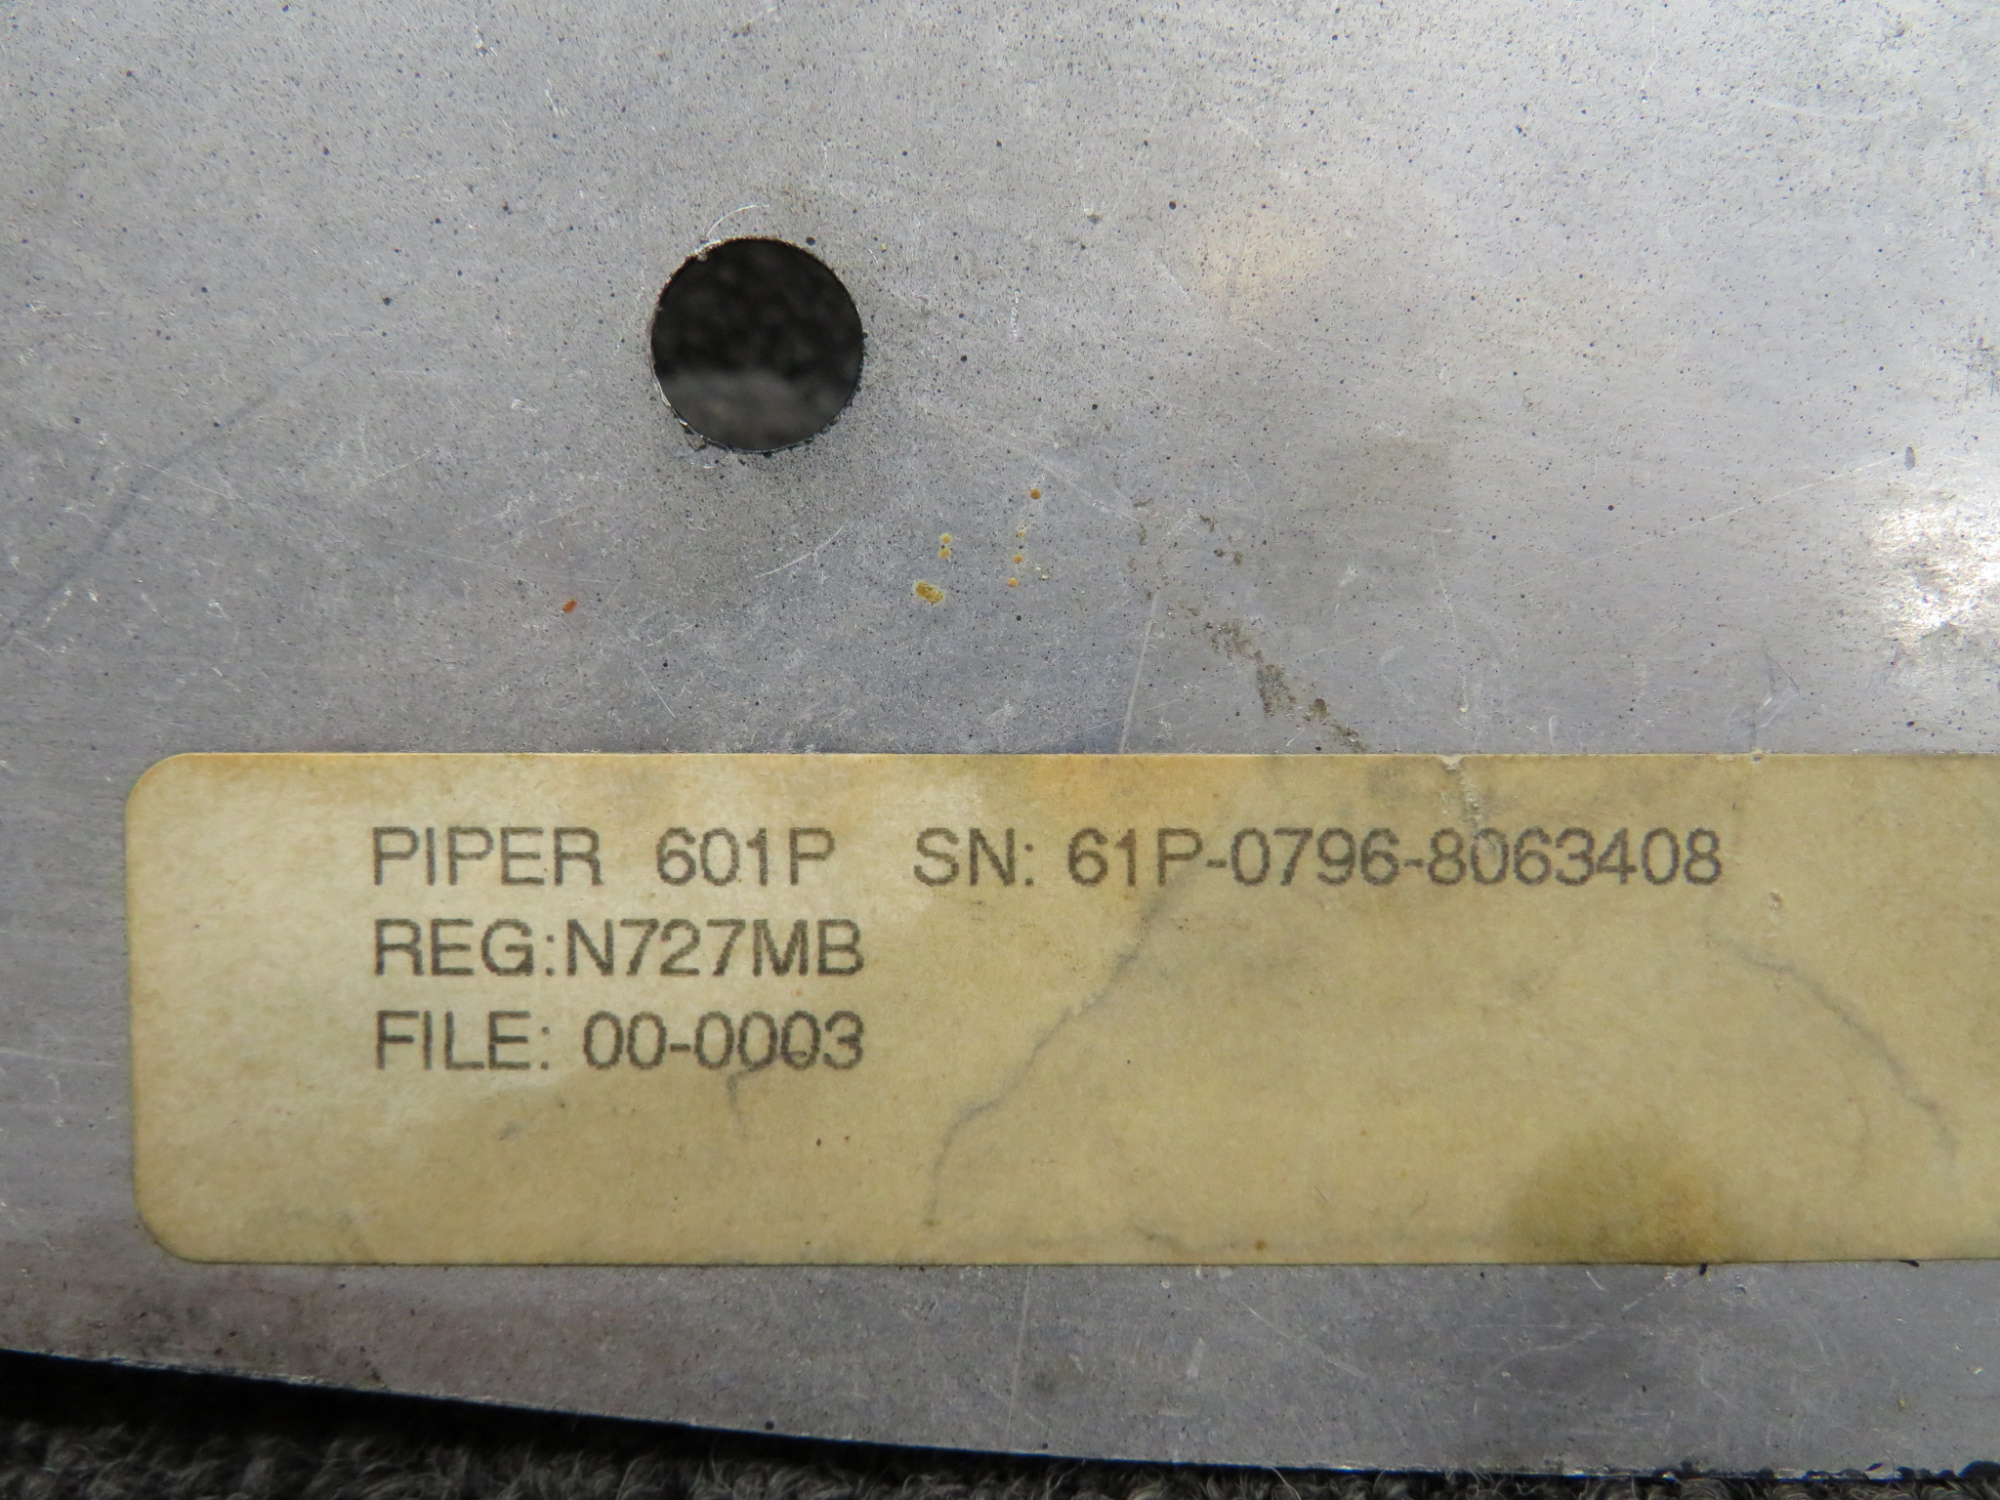 PIPER 601P SN: 61P-0796-8063408
REG:N727MB
FILE: 00-0003